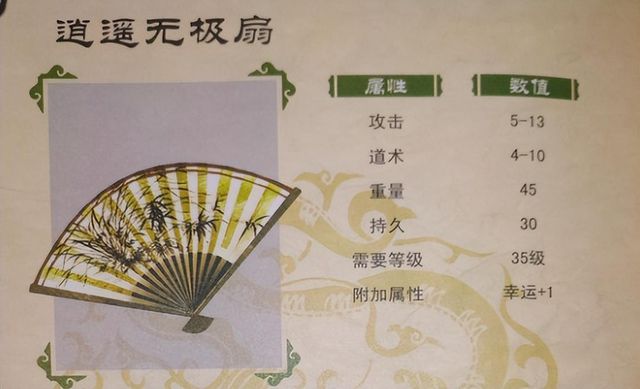 逍遥无极扇
属性 数值
攻击 5-13
道术 4-10
重量 45
持久 30
需要等级 35级
附加属性 幸运+1